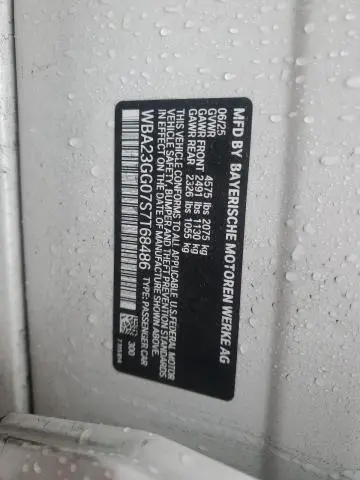 MFD BY BAYERISCHE MOTOREN WERKE AG
06/25
GVWR 4575 lbs 2075 kg
GAWR FRONT 2491 lbs 1130 kg
GAWR REAR 2326 lbs 1055 kg
THIS VEHICLE CONFORMS TO ALL APPLICABLE U.S. FEDERAL MOTOR
VEHICLE SAFETY, BUMPER AND THEFT PREVENTION STANDARDS
IN EFFECT ON THE DATE OF MANUFACTURE SHOWN ABOVE.
WBA23GG07S7T68486 TYPE: PASSENGER CAR
300